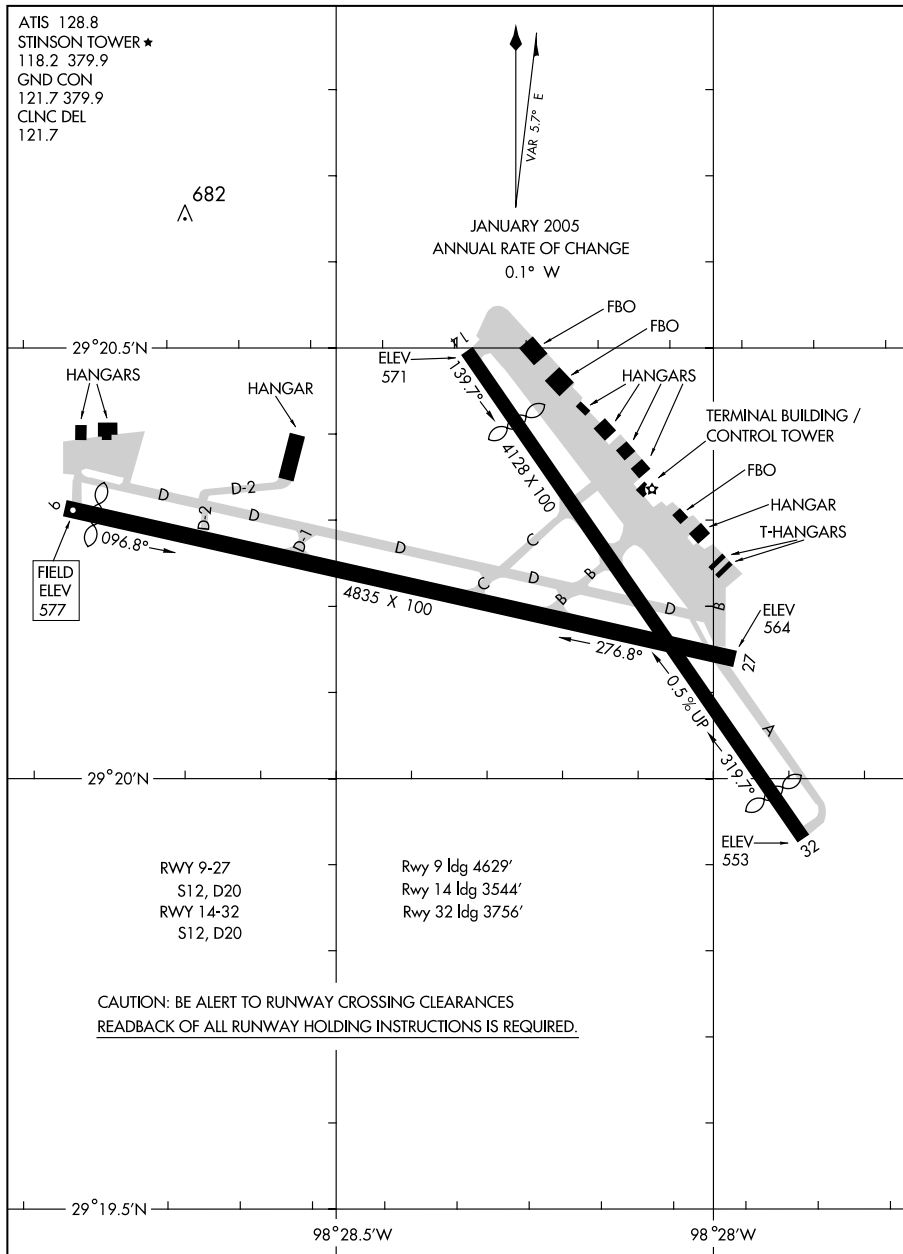 ATIS 128.8
STINSON TOWER ★
118.2 379.9
GND CON
121.7 379.9
CLNC DEL
121.7
VAR 5.7° E
682
JANUARY 2005
ANNUAL RATE OF CHANGE
0.1° W
FBO
FBO
29°20.5'N
14
ELEV
571
139.7°
HANGARS
HANGAR
HANGARS
TERMINAL BUILDING /
CONTROL TOWER
4128 X 100
FBO
HANGAR
T-HANGARS
D
D-2
D-2
D
D-1
D
C
C
D
B
B
D
B
9
096.8°
FIELD
ELEV
577
4835 X 100
276.8°
ELEV
564
27
0.5% UP
A
319.7°
29°20'N
ELEV
553
32
RWY 9-27
S12, D20
RWY 14-32
S12, D20
Rwy 9 ldg 4629'
Rwy 14 ldg 3544'
Rwy 32 ldg 3756'
CAUTION: BE ALERT TO RUNWAY CROSSING CLEARANCES
READBACK OF ALL RUNWAY HOLDING INSTRUCTIONS IS REQUIRED.
29°19.5'N
98°28.5'W
98°28'W